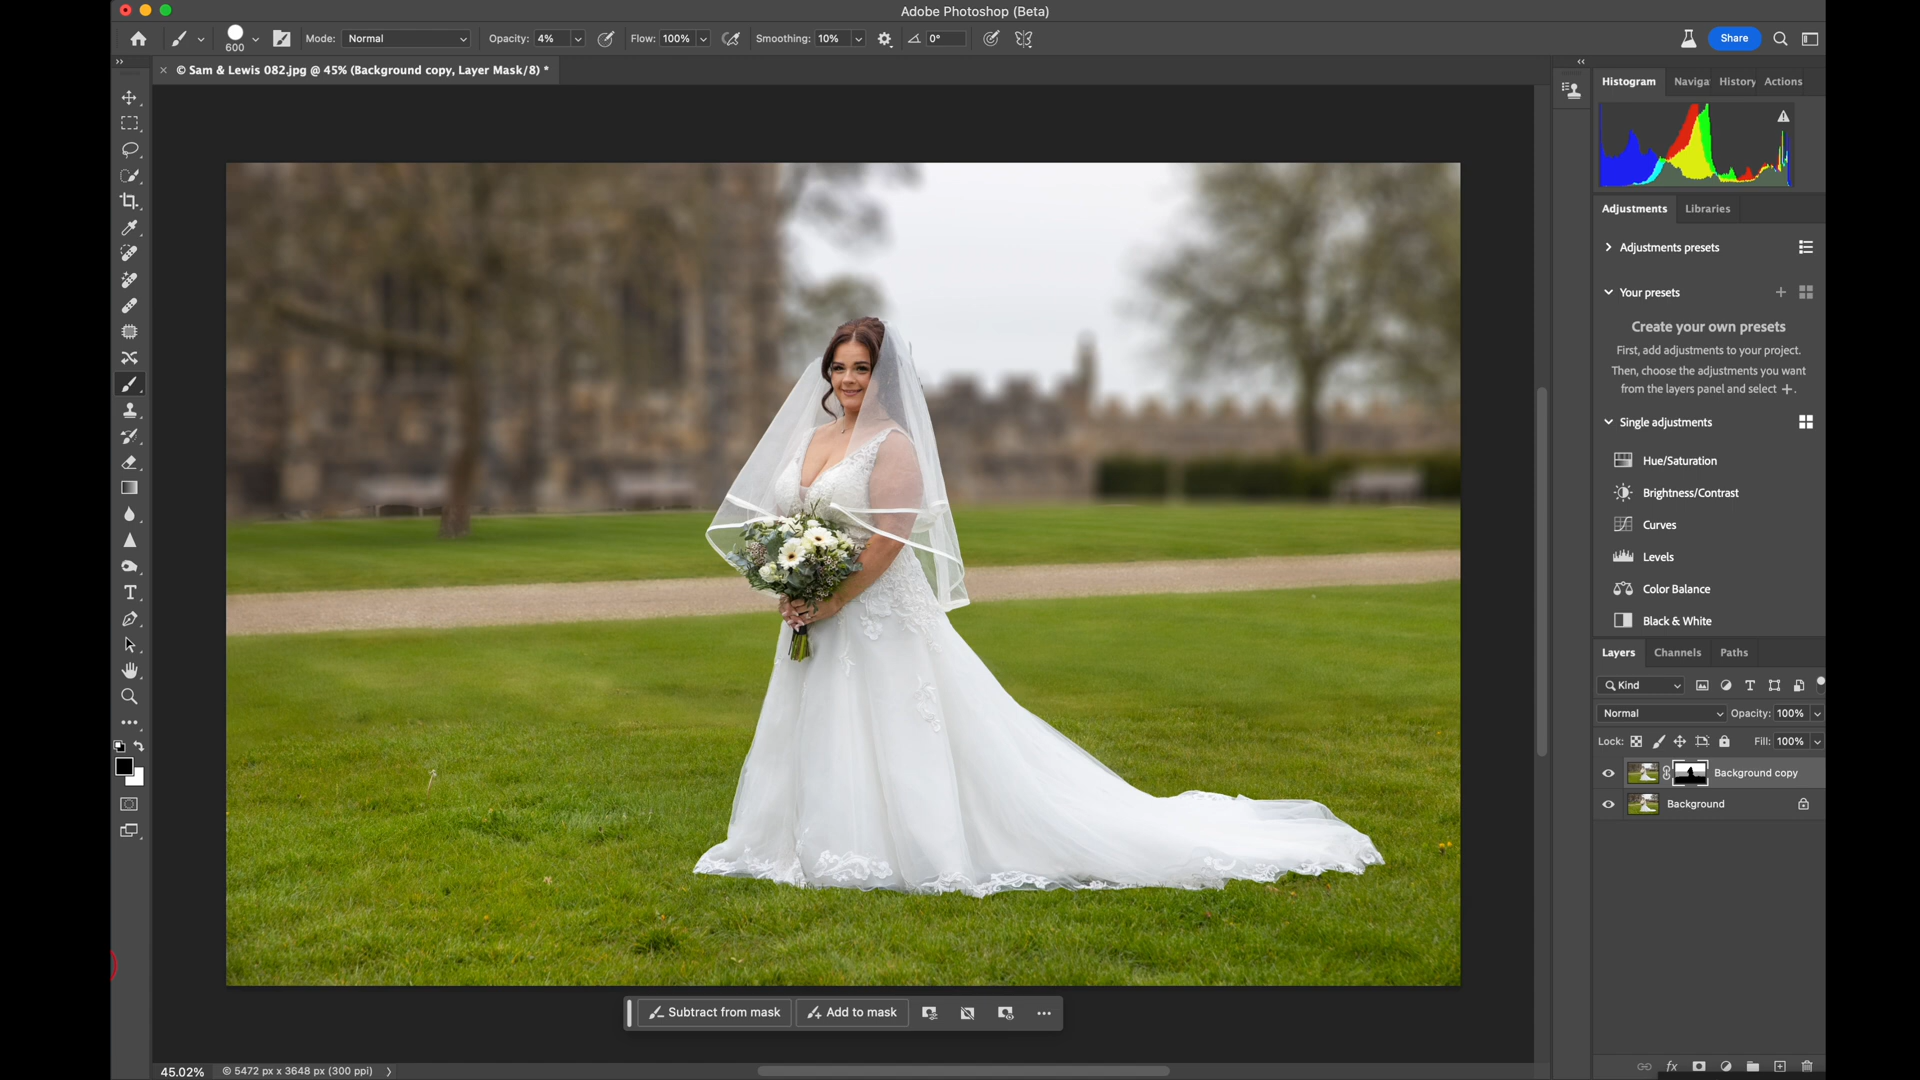 Adobe Photoshop (Beta)
600
Mode: Normal
Opacity: 4%
Flow: 100%
Smoothing: 10%
0°
Share
© Sam & Lewis 082.jpg @ 45% (Background copy, Layer Mask/8) *
Histogram
Naviga
History
Actions
Adjustments
Libraries
Adjustments presets
Your presets
Create your own presets
First, add adjustments to your project.
Then, choose the adjustments you want
from the layers panel and select +.
Single adjustments
Hue/Saturation
Brightness/Contrast
Curves
Levels
Color Balance
Black & White
Layers
Channels
Paths
Kind
Normal
Opacity: 100%
Lock:
Fill: 100%
Background copy
Background
fx
Subtract from mask
Add to mask
45.02%
© 5472 px x 3648 px (300 ppi)